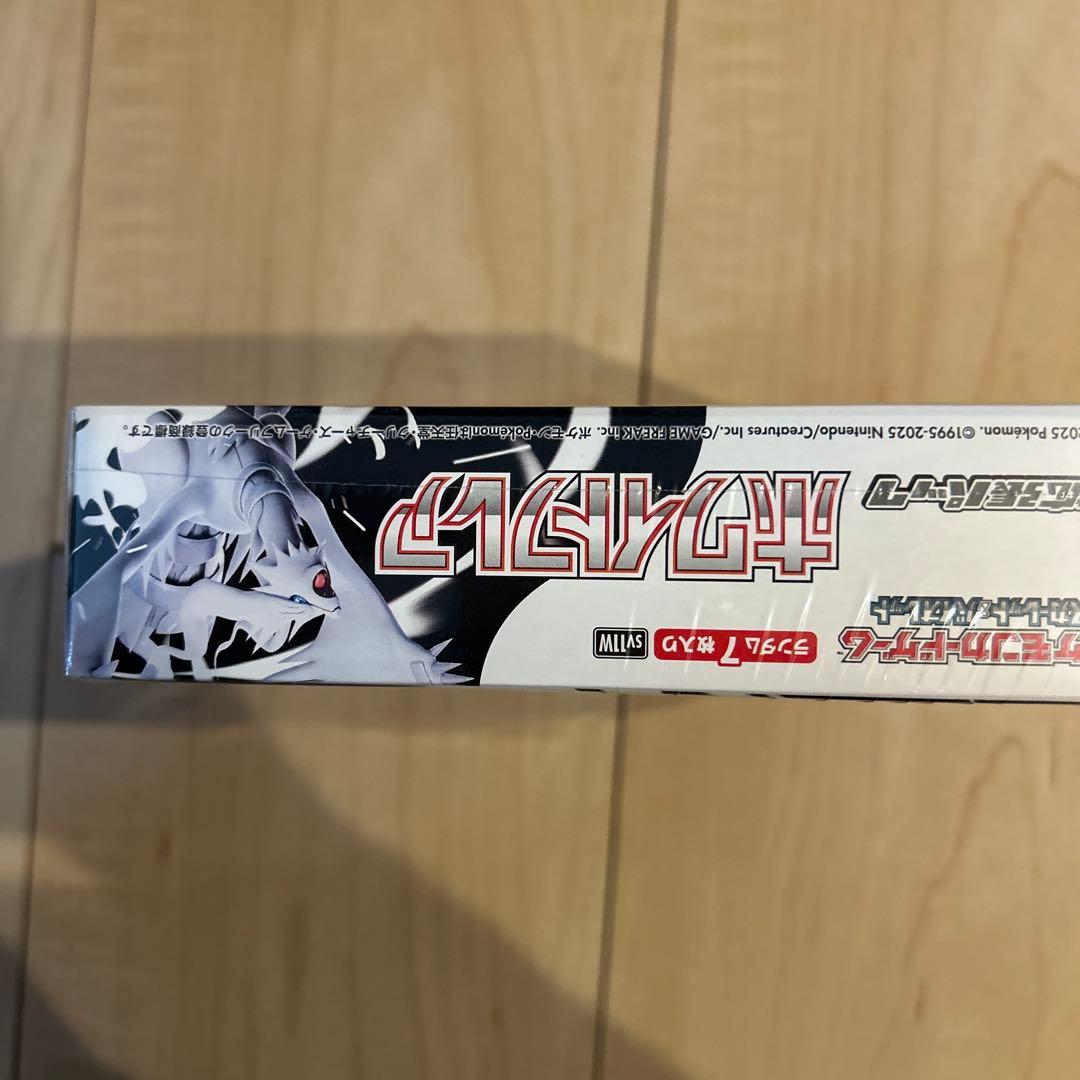 ケモンカードゲーム
スカーレット&バイオレット
ランダム7枚入り
sv11W
拡張パック
ホワイトフレア
2025 Pokémon. ©1995-2025 Nintendo/Creatures Inc./GAME FREAK inc. ポケモン・Pokémonは任天堂・クリーチャーズ・ゲームフリークの登録商標です。